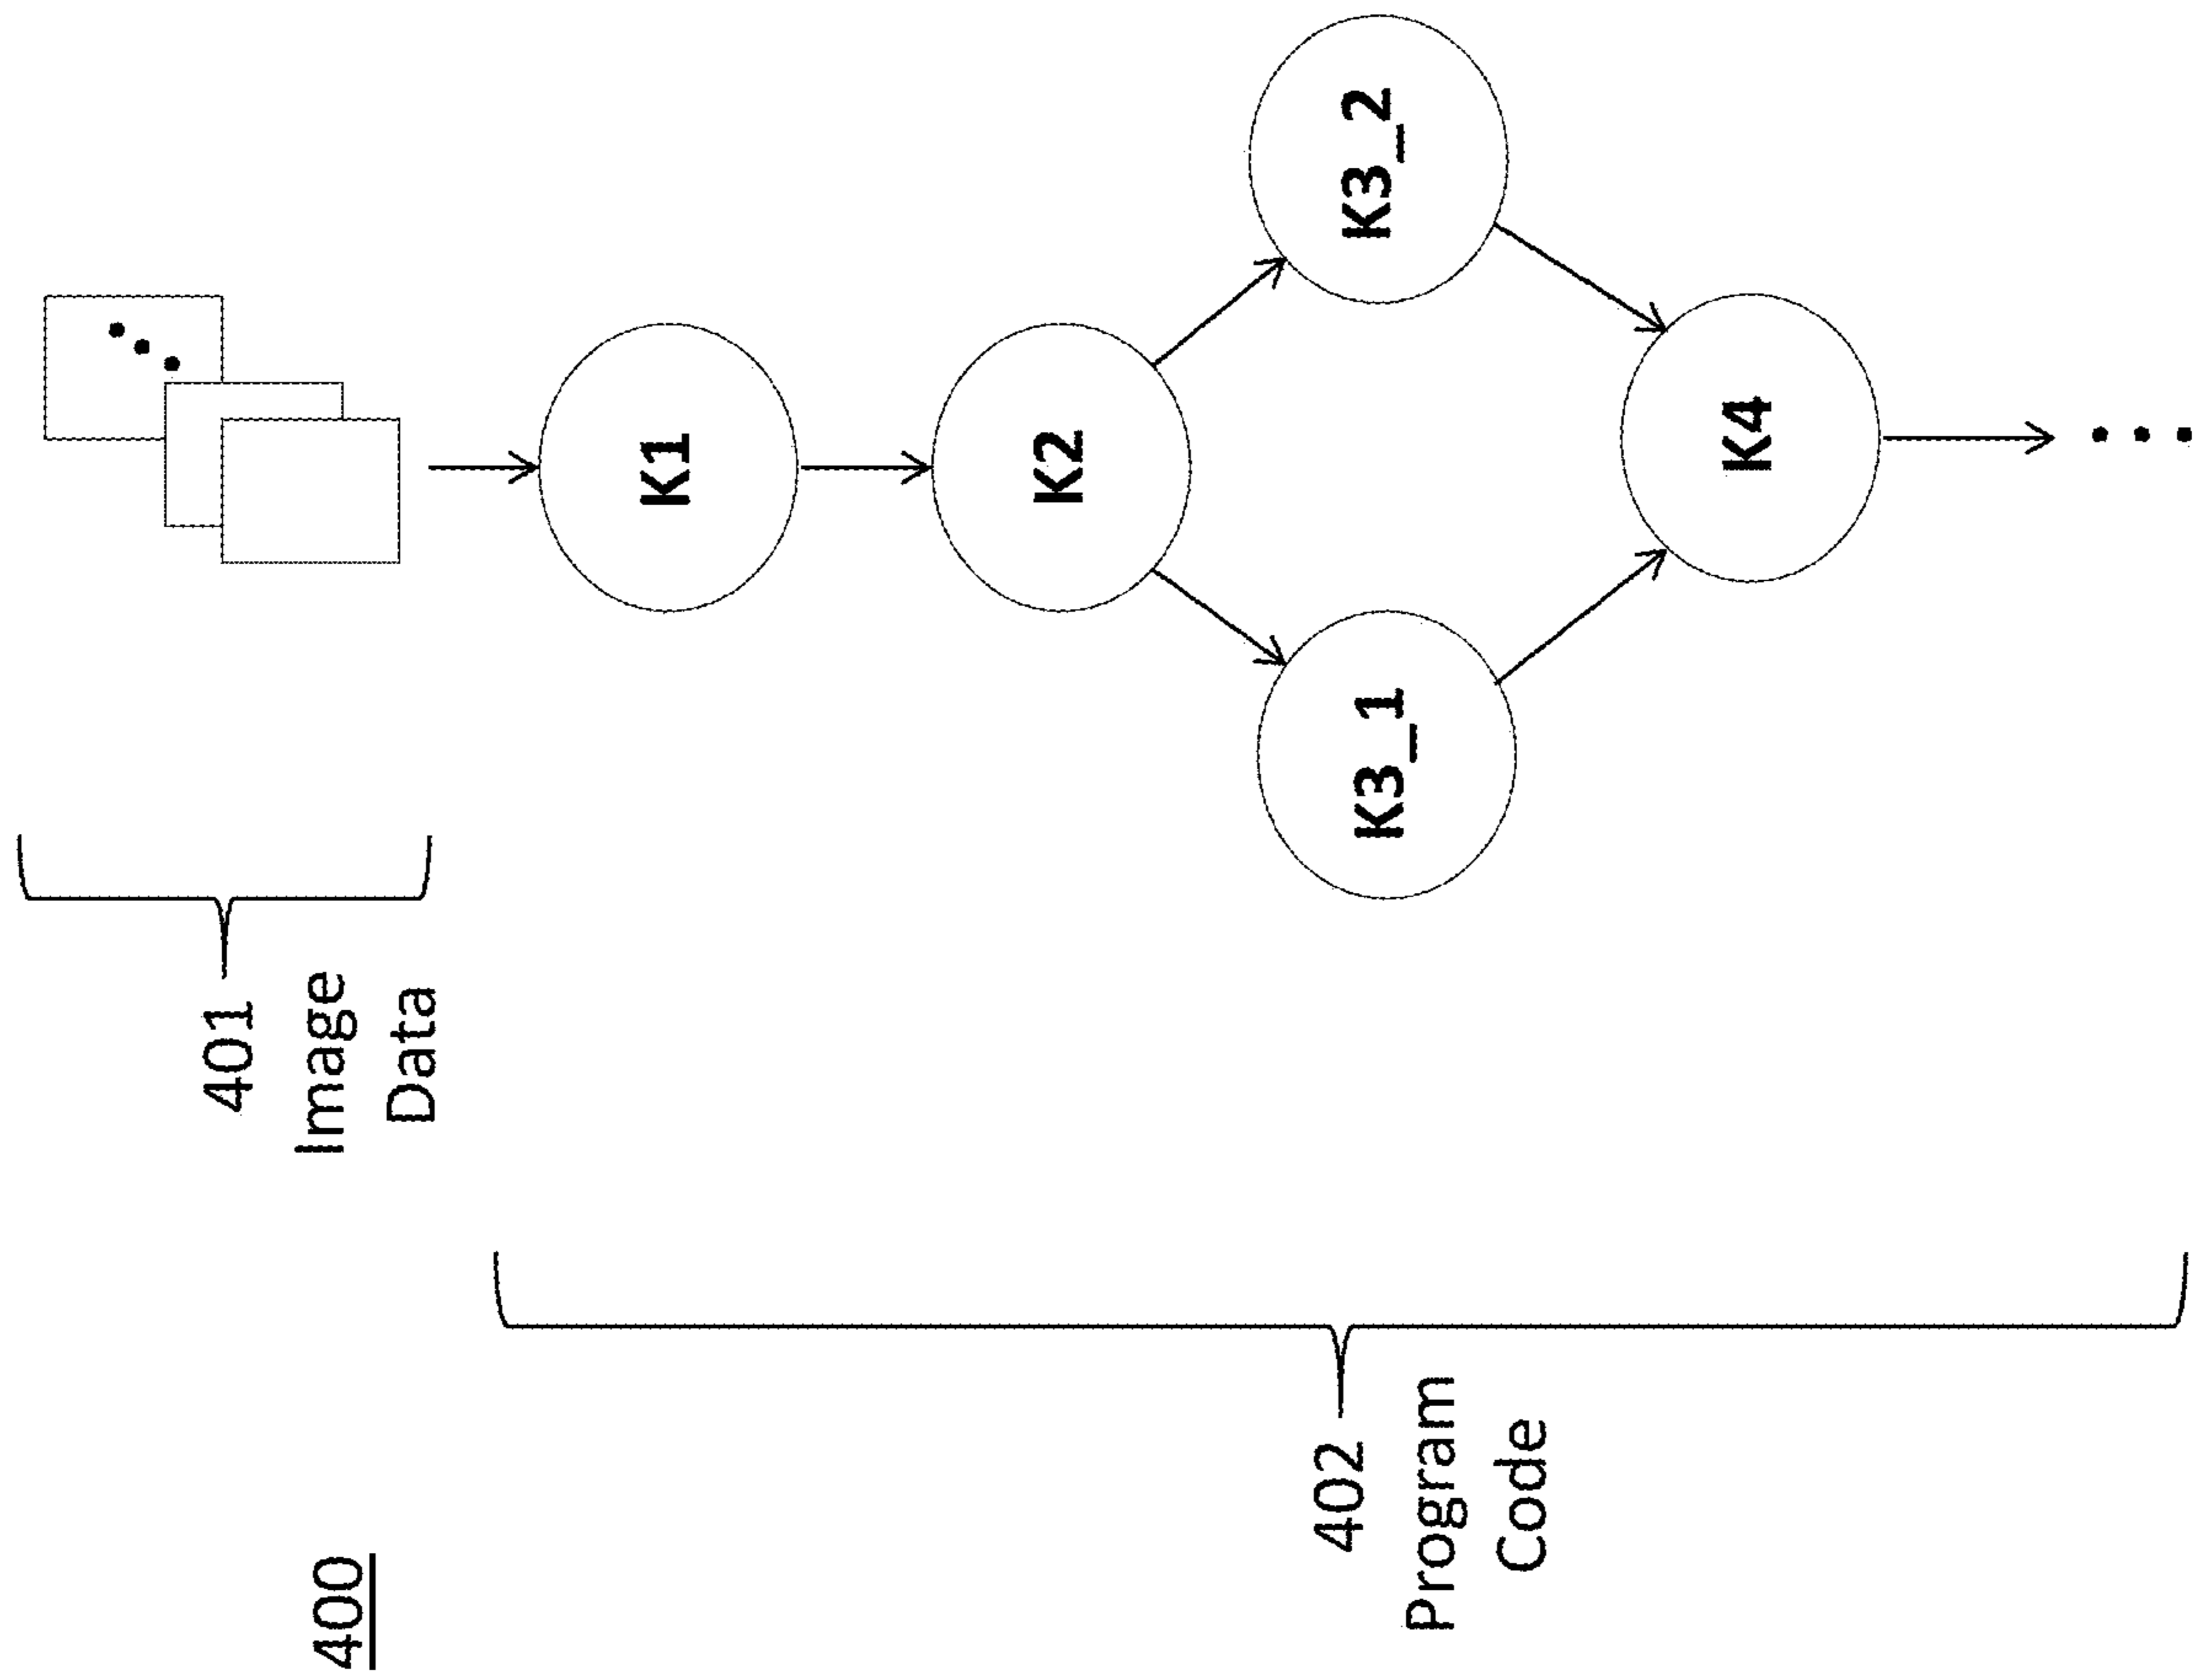 400
401
Image
Data
402
Program
Code
K1
K2
K3_1
K3_2
K4